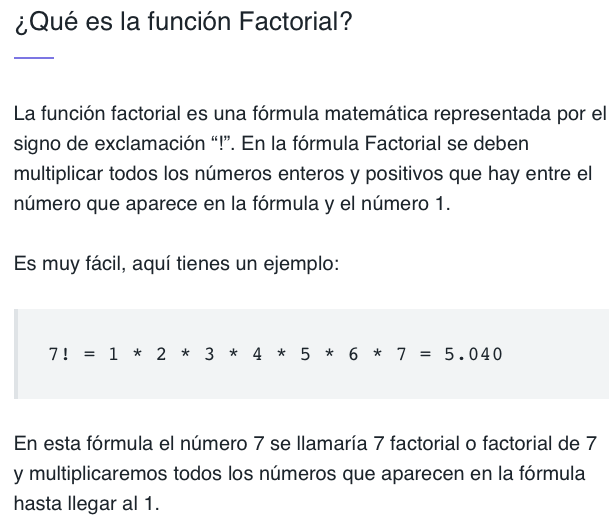 ¿Qué es la función Factorial?
La función factorial es una fórmula matemática representada por el
signo de exclamación “!”. En la fórmula Factorial se deben
multiplicar todos los números enteros y positivos que hay entre el
número que aparece en la fórmula y el número 1.
Es muy fácil, aquí tienes un ejemplo:
7! = 1 * 2 * 3 * 4 * 5 * 6 * 7 = 5.040
En esta fórmula el número 7 se llamaría 7 factorial o factorial de 7
y multiplicaremos todos los números que aparecen en la fórmula
hasta llegar al 1.